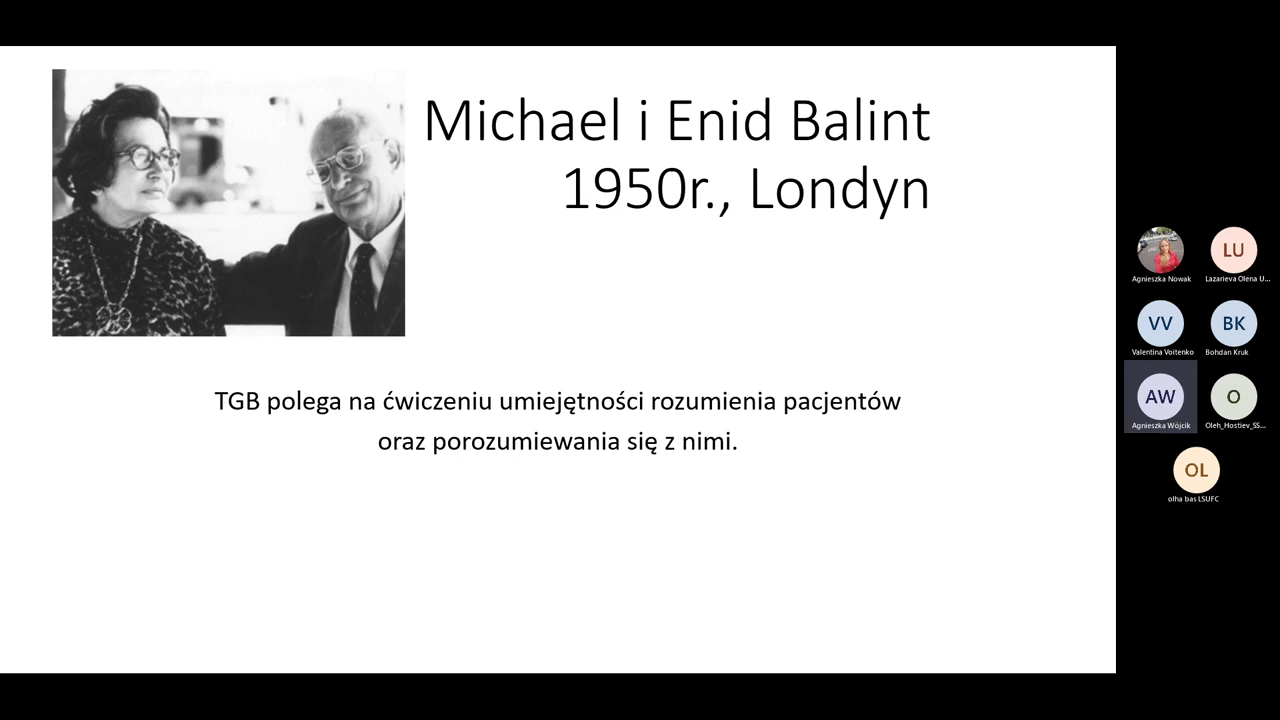 Michael i Enid Balint
1950r., Londyn
TGB polega na ćwiczeniu umiejętności rozumienia pacjentów
oraz porozumiewania się z nimi.
LU
Agnieszka Nowak
Lazarieva Olena U...
VV
BK
Valentina Voitenko
Bohdan Kruk
AW
O
Agnieszka Wójcik
Oleh_Hostiev_SS...
OL
olha bas LSUFC